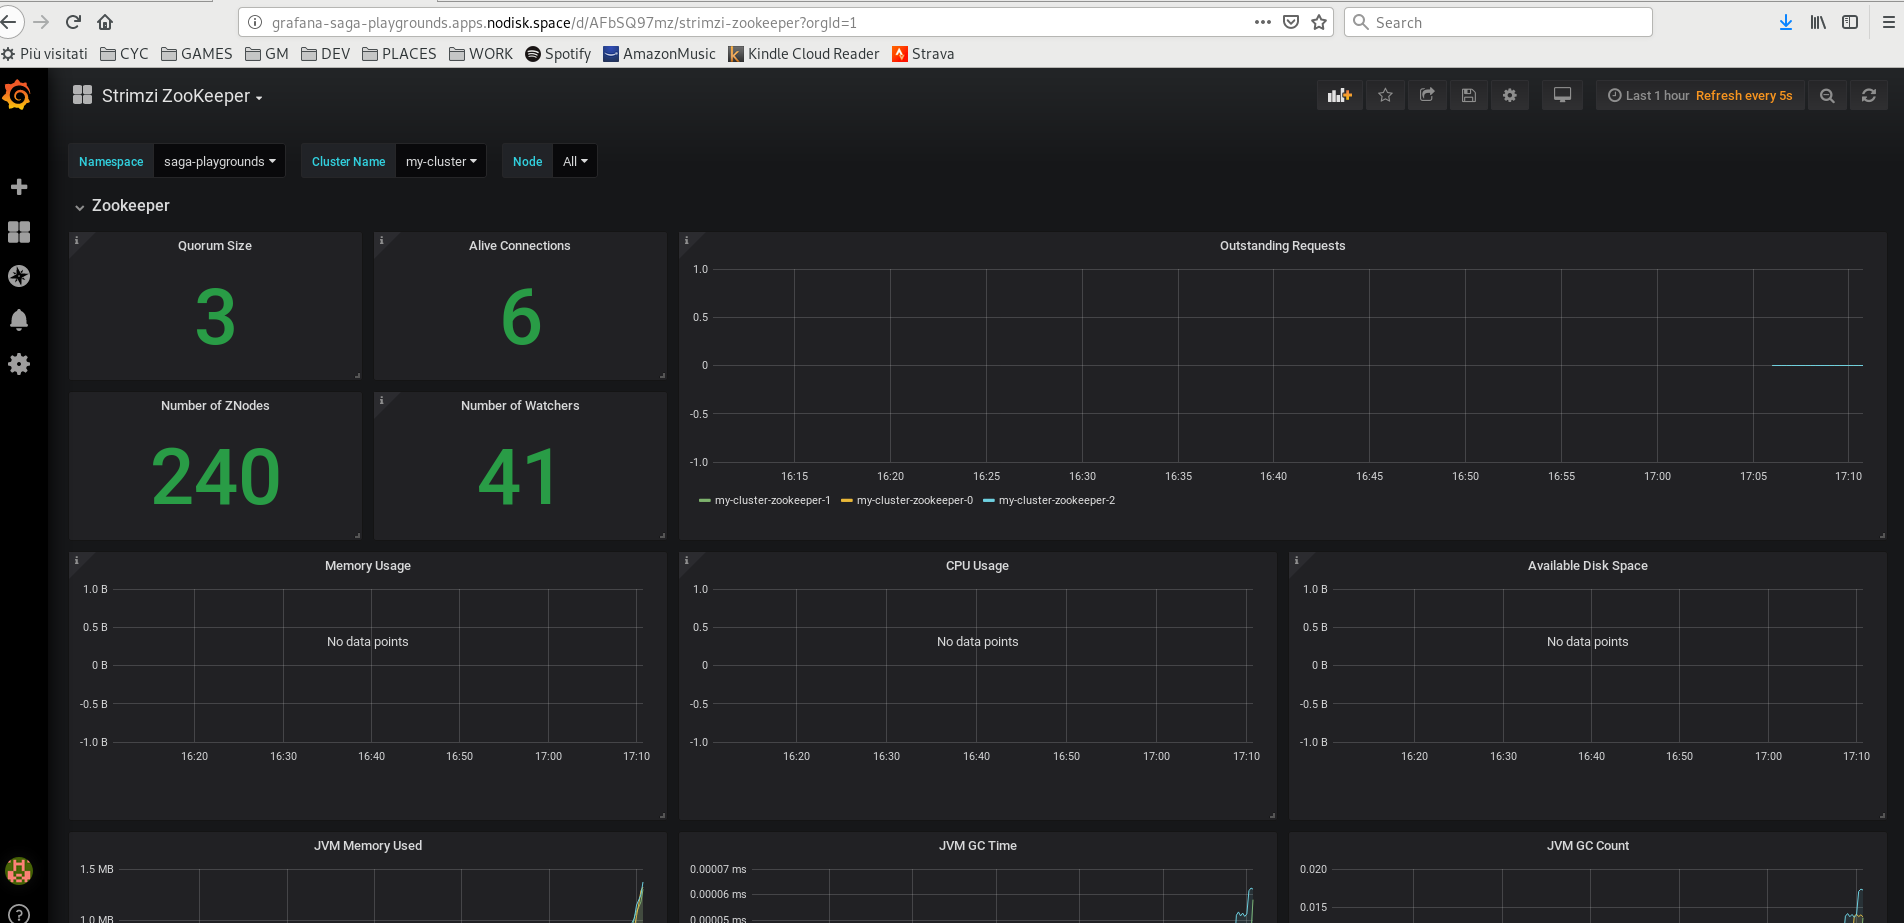 grafana-saga-playgrounds.apps.nodisk.space/d/AFbSQ97mz/strimzi-zookeeper?orgId=1 Search
Più visitati CYC GAMES GM DEV PLACES WORK Spotify AmazonMusic Kindle Cloud Reader Strava
Strimzi ZooKeeper Last 1 hour Refresh every 5s
Namespace saga-playgrounds Cluster Name my-cluster Node All
Zookeeper
Quorum Size
3
Alive Connections
6
Number of ZNodes
240
Number of Watchers
41
Outstanding Requests
1.0
0.5
0
-0.5
-1.0
16:15 16:20 16:25 16:30 16:35 16:40 16:45 16:50 16:55 17:00 17:05 17:10
my-cluster-zookeeper-1 my-cluster-zookeeper-0 my-cluster-zookeeper-2
Memory Usage
1.0 B
0.5 B
No data points
0 B
-0.5 B
-1.0 B
16:20 16:30 16:40 16:50 17:00 17:10
CPU Usage
1.0
0.5
No data points
0
-0.5
-1.0
16:20 16:30 16:40 16:50 17:00 17:10
Available Disk Space
1.0 B
0.5 B
No data points
0 B
-0.5 B
-1.0 B
16:20 16:30 16:40 16:50 17:00 17:10
JVM Memory Used
1.5 MB
1.0 MB
JVM GC Time
0.00007 ms
0.00006 ms
0.00005 ms
JVM GC Count
0.020
0.015